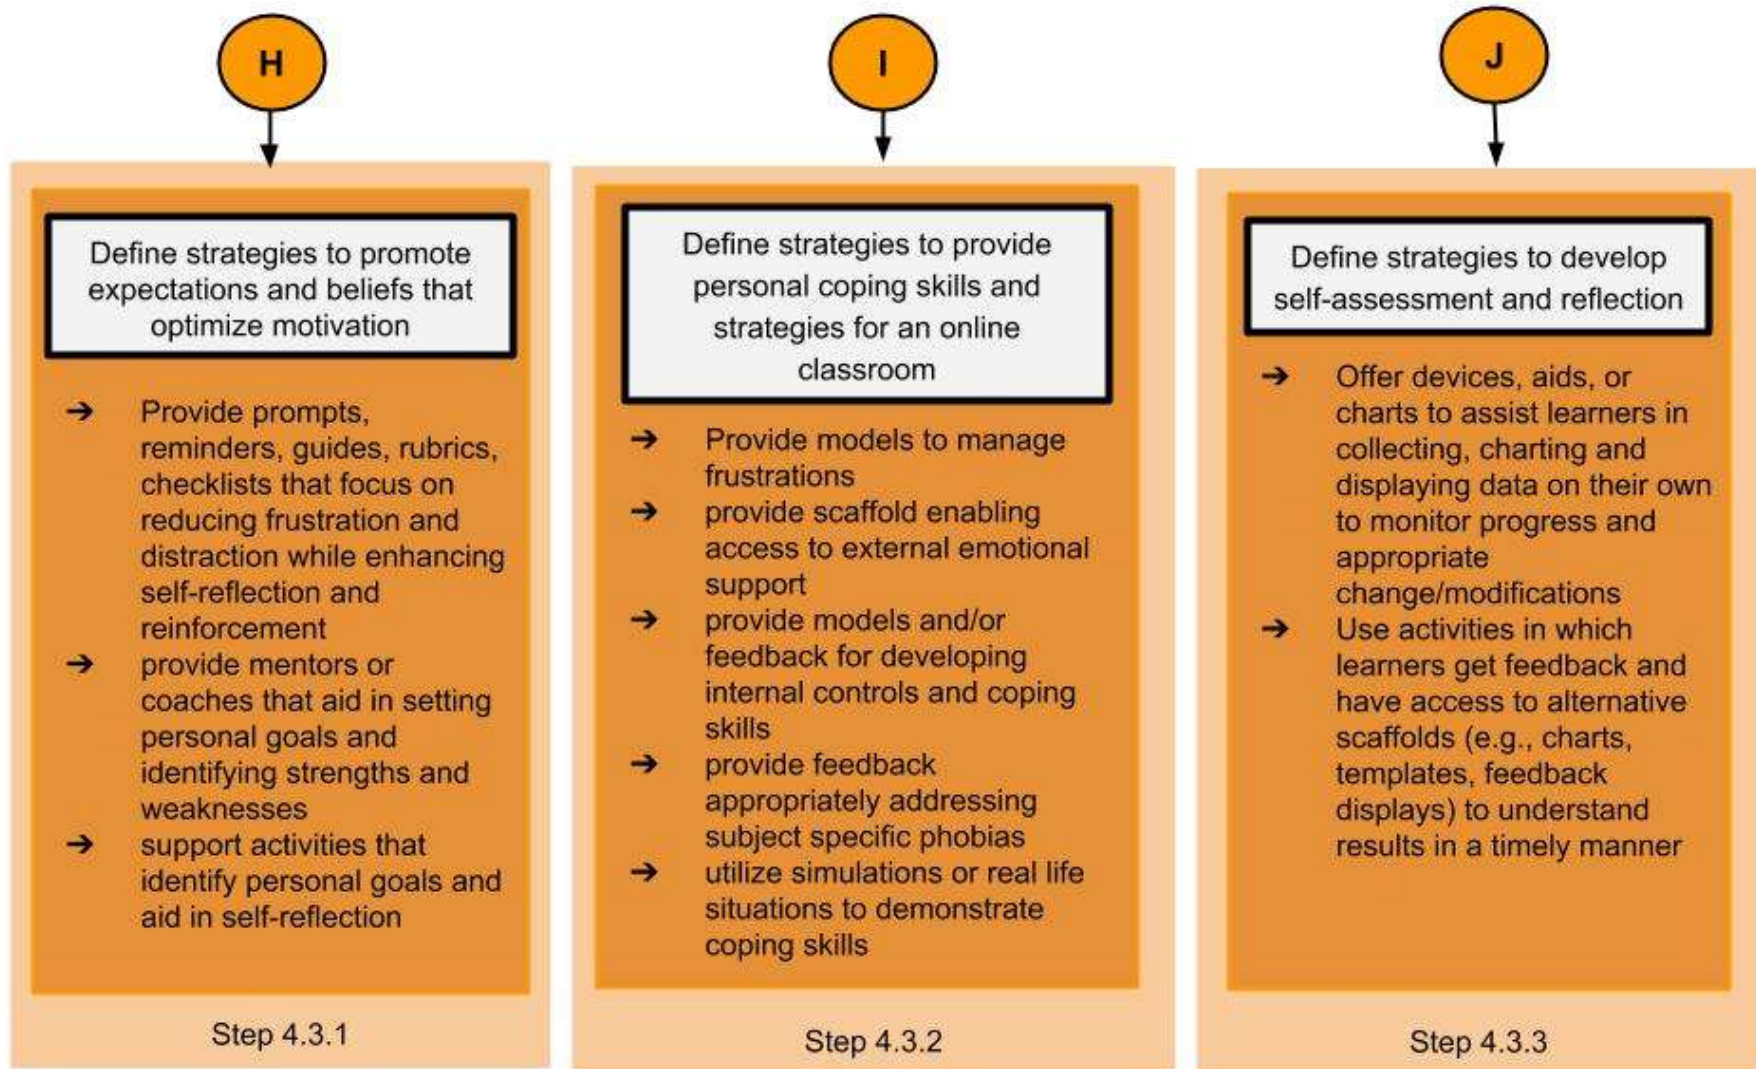 H
Define strategies to promote
expectations and beliefs that
optimize motivation
➔ Provide prompts,
reminders, guides, rubrics,
checklists that focus on
reducing frustration and
distraction while enhancing
self-reflection and
reinforcement
➔ provide mentors or
coaches that aid in setting
personal goals and
identifying strengths and
weaknesses
➔ support activities that
identify personal goals and
aid in self-reflection
Step 4.3.1
I
Define strategies to provide
personal coping skills and
strategies for an online
classroom
➔ Provide models to manage
frustrations
➔ provide scaffold enabling
access to external emotional
support
➔ provide models and/or
feedback for developing
internal controls and coping
skills
➔ provide feedback
appropriately addressing
subject specific phobias
➔ utilize simulations or real life
situations to demonstrate
coping skills
Step 4.3.2
J
Define strategies to develop
self-assessment and reflection
➔ Offer devices, aids, or
charts to assist learners in
collecting, charting and
displaying data on their own
to monitor progress and
appropriate
change/modifications
➔ Use activities in which
learners get feedback and
have access to alternative
scaffolds (e.g., charts,
templates, feedback
displays) to understand
results in a timely manner
Step 4.3.3